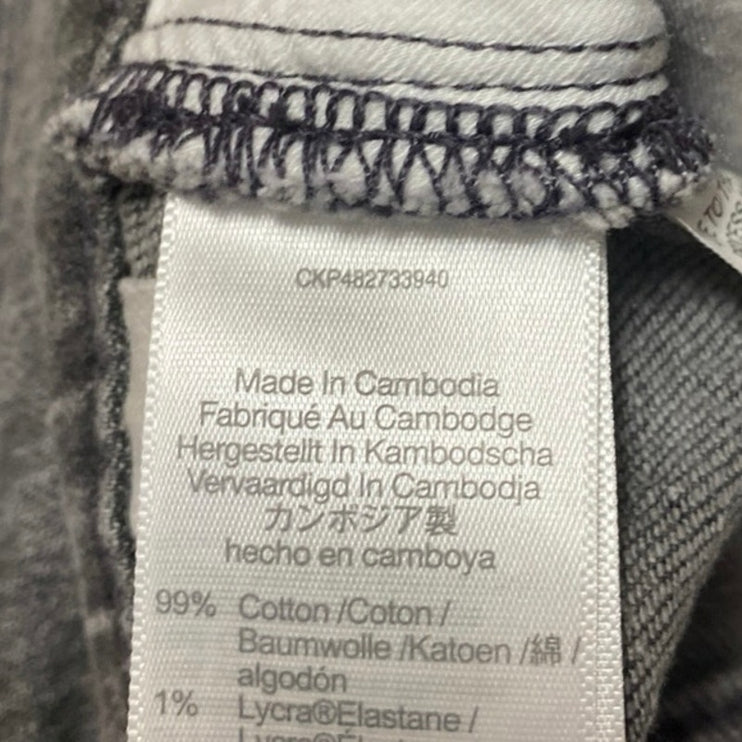 CKP482733940
Made In Cambodia
Fabriqué Au Cambodge
Hergestellt In Kambodscha
Vervaardigd In Cambodja
カンボジア製
hecho en camboya
99% Cotton /Coton /
Baumwolle /Katoen /綿 /
algodón
1% Lycra®Elastane /